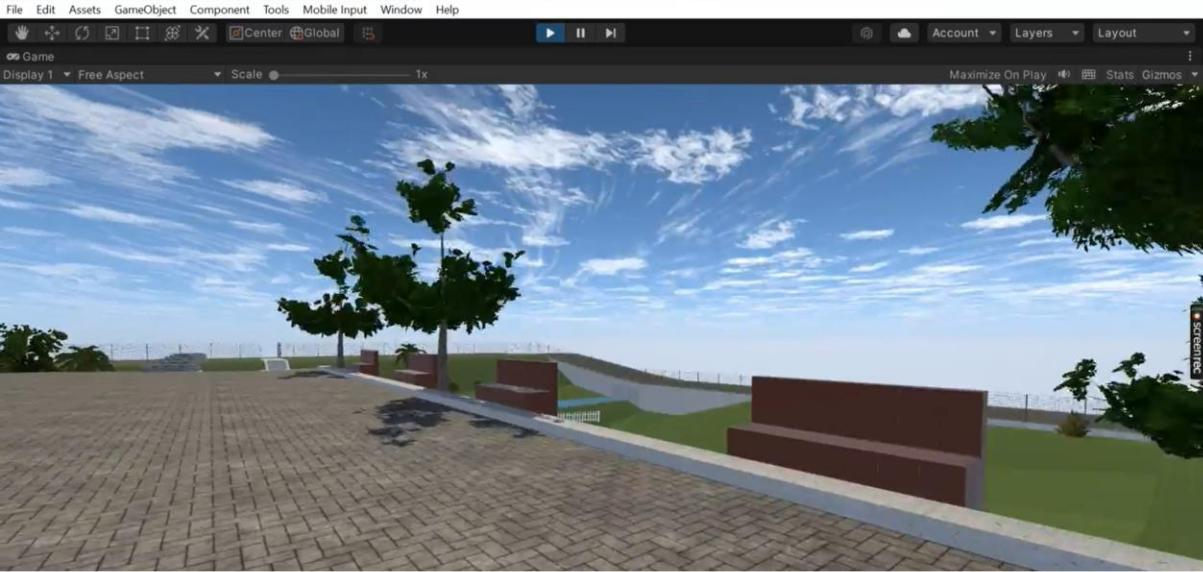 File Edit Assets GameObject Component Tools Mobile Input Window Help
Center Global Account Layers Layout
Game
Display 1 Free Aspect Scale 1x Maximize On Play Stats Gizmos
screenrec